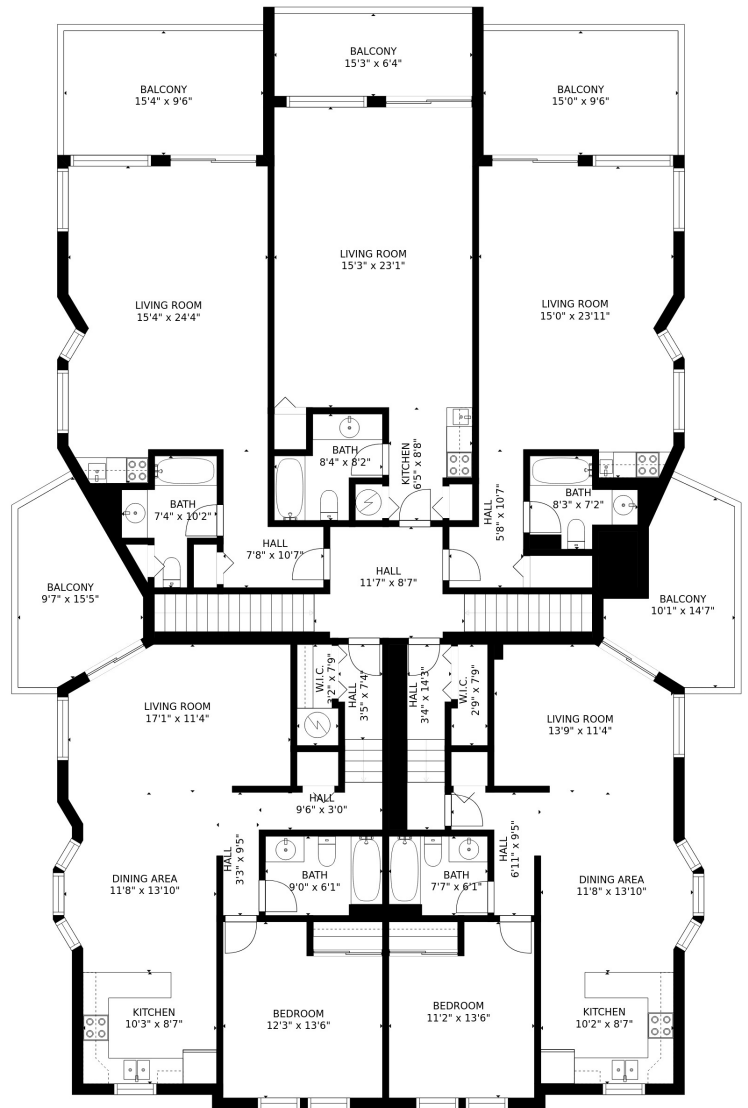 BALCONY
15'3" x 6'4"
BALCONY
15'4" x 9'6"
BALCONY
15'0" x 9'6"
LIVING ROOM
15'3" x 23'1"
LIVING ROOM
15'4" x 24'4"
LIVING ROOM
15'0" x 23'11"
BATH
8'4" x 8'2"
KITCHEN
6'5" x 8'8"
BATH
7'4" x 10'2"
HALL
5'8" x 10'7"
BATH
8'3" x 7'2"
HALL
7'8" x 10'7"
HALL
11'7" x 8'7"
BALCONY
9'7" x 15'5"
BALCONY
10'1" x 14'7"
LIVING ROOM
17'1" x 11'4"
W.I.C.
3'2" x 7'9"
HALL
3'5" x 7'4"
HALL
3'4" x 14'3"
W.I.C.
2'9" x 7'9"
LIVING ROOM
13'9" x 11'4"
HALL
9'6" x 3'0"
HALL
3'3" x 9'5"
HALL
6'11" x 9'5"
DINING AREA
11'8" x 13'10"
BATH
9'0" x 6'1"
BATH
7'7" x 6'1"
DINING AREA
11'8" x 13'10"
KITCHEN
10'3" x 8'7"
BEDROOM
12'3" x 13'6"
BEDROOM
11'2" x 13'6"
KITCHEN
10'2" x 8'7"